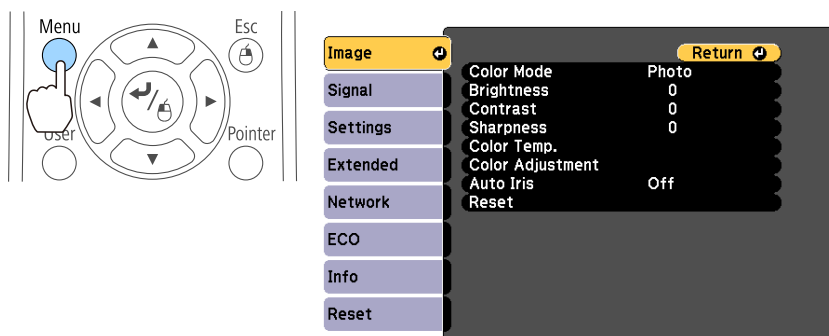 Menu
Esc
User
Pointer
Image
Signal
Settings
Extended
Network
ECO
Info
Reset
Return
Color Mode Photo
Brightness 0
Contrast 0
Sharpness 0
Color Temp.
Color Adjustment
Auto Iris Off
Reset